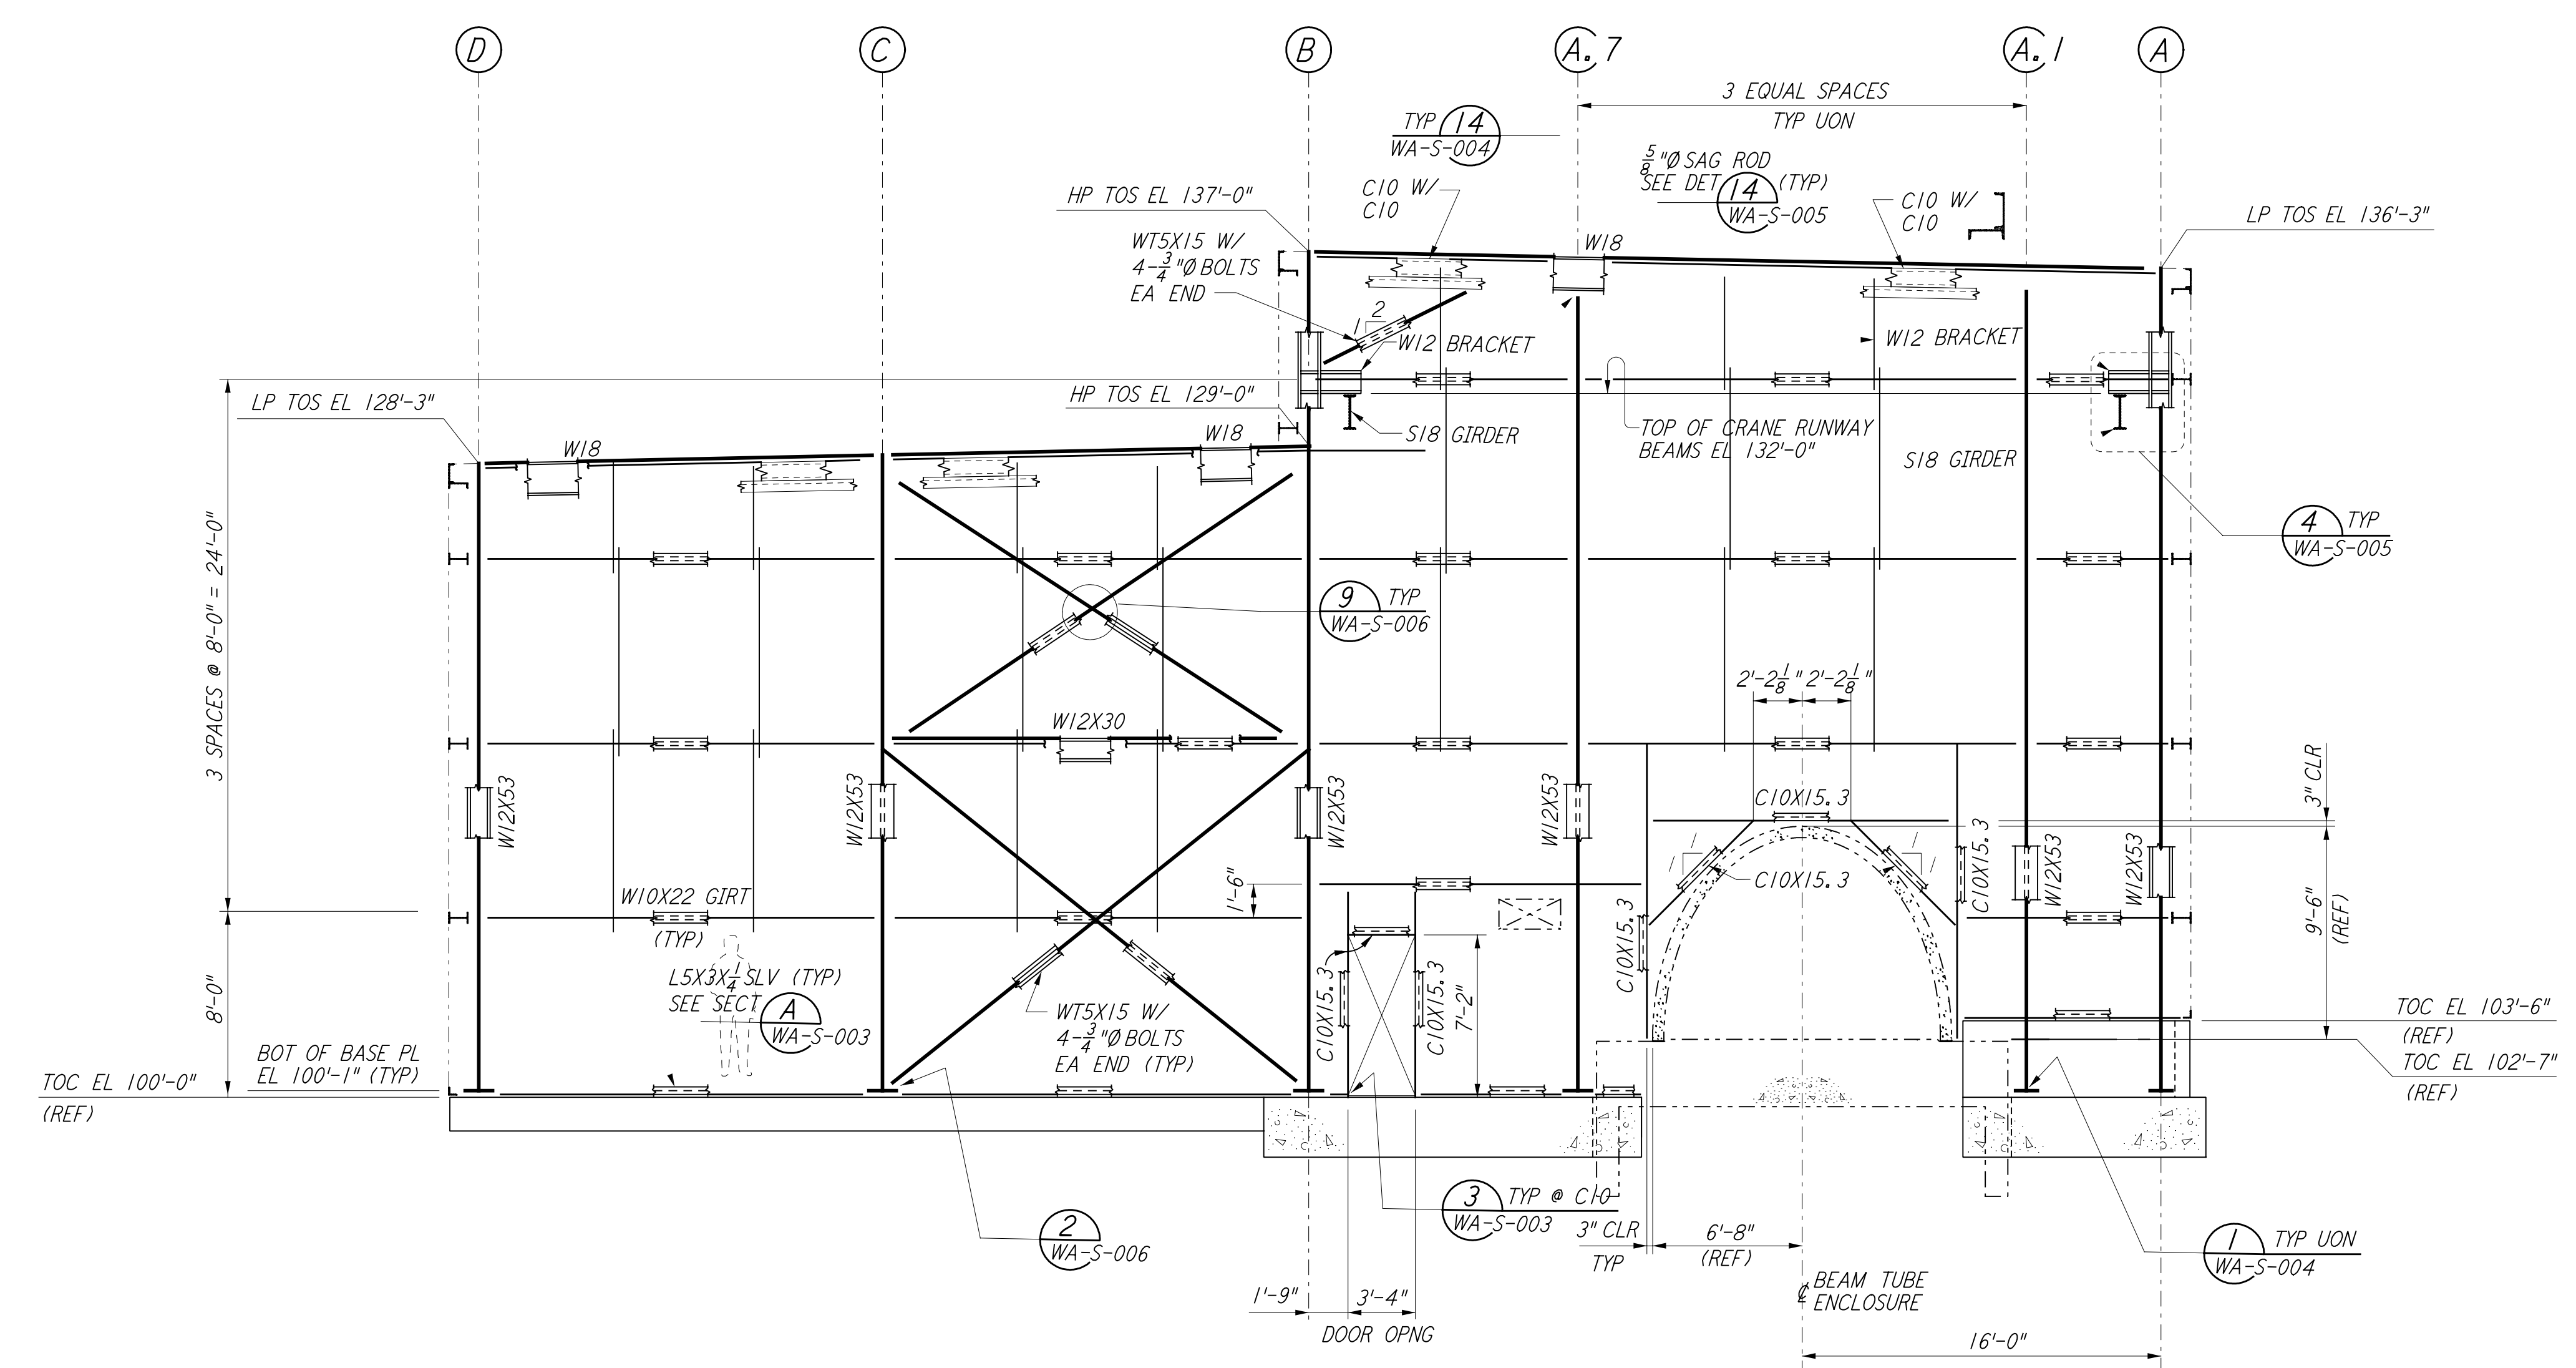 D
C
B
A.7
A.1
A
3 EQUAL SPACES
TYP UON
TYP 14
WA-S-004
5/8"Ø SAG ROD
SEE DET 14 (TYP)
WA-S-005
C10 W/
C10
C10 W/
C10
HP TOS EL 137'-0"
LP TOS EL 136'-3"
WT5X15 W/
4-3/4"Ø BOLTS
EA END
W18
1
2
W12 BRACKET
W12 BRACKET
HP TOS EL 129'-0"
LP TOS EL 128'-3"
W18
W18
S18 GIRDER
TOP OF CRANE RUNWAY
BEAMS EL 132'-0"
S18 GIRDER
4 TYP
WA-S-005
3 SPACES @ 8'-0" = 24'-0"
9 TYP
WA-S-006
2'-2 1/8" 2'-2 1/8"
W12X30
3" CLR
W12X53
W12X53
W12X53
W12X53
C10X15.3
C10X15.3
W12X53
W12X53
1
1
1
1
C10X15.3
C10X15.3
W10X22 GIRT
(TYP)
1'-6"
9'-6"
(REF)
8'-0"
L5X3X1/4 SLV (TYP)
SEE SECT A
WA-S-003
WT5X15 W/
4-3/4"Ø BOLTS
EA END (TYP)
C10X15.3
C10X15.3
7'-2"
TOC EL 103'-6"
(REF)
TOC EL 102'-7"
(REF)
BOT OF BASE PL
EL 100'-1" (TYP)
TOC EL 100'-0"
(REF)
2
WA-S-006
3 TYP @ C10
WA-S-003
3" CLR
TYP
6'-8"
(REF)
1 TYP UON
WA-S-004
℄ BEAM TUBE
ENCLOSURE
1'-9"
3'-4"
DOOR OPNG
16'-0"